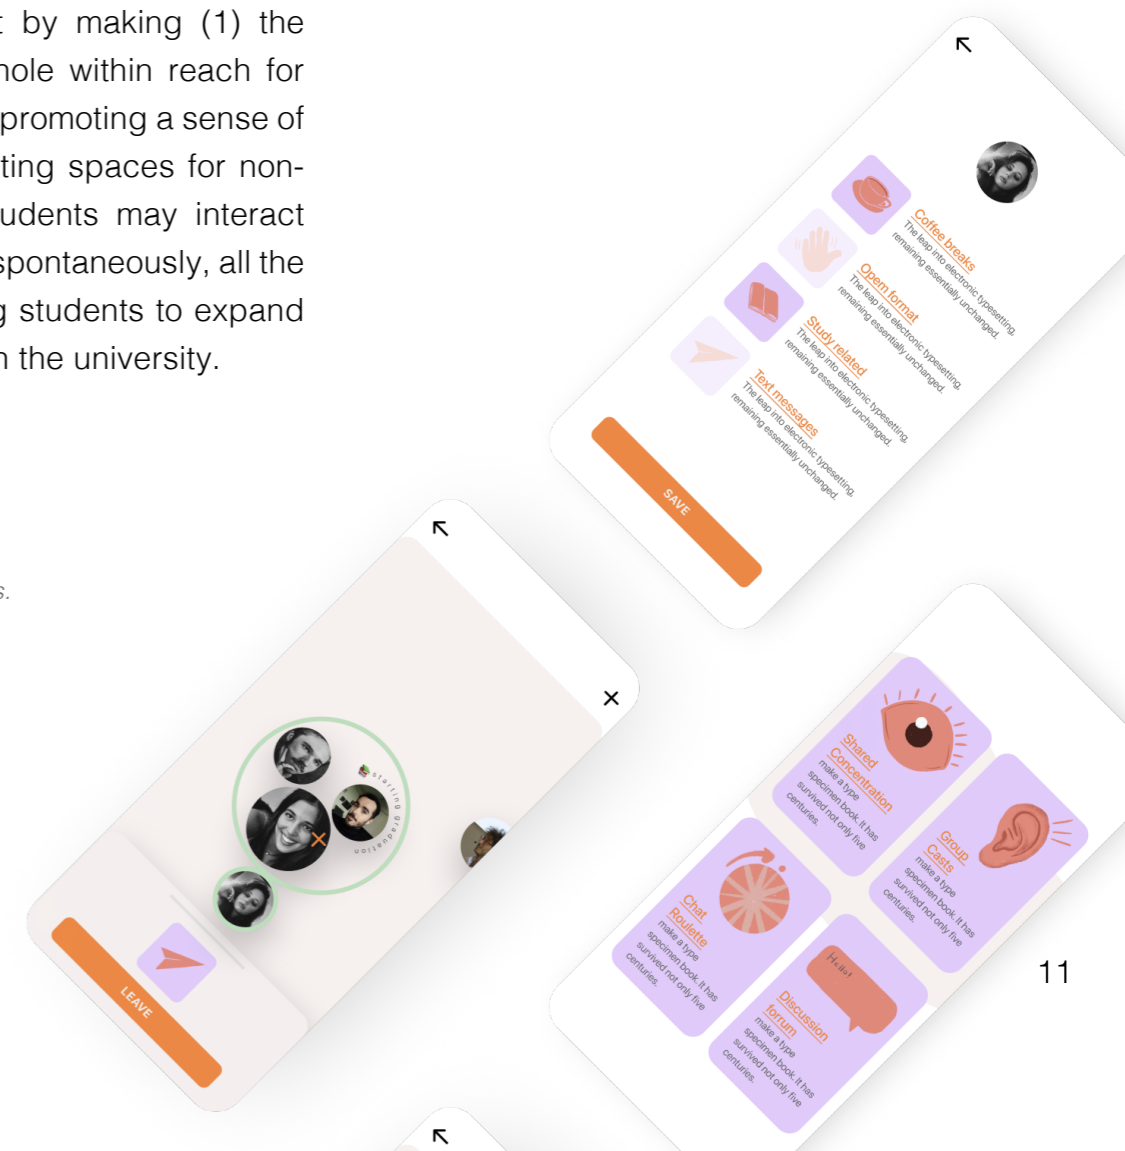 by making (1) the
within reach for
promoting a sense of
spaces for non-
may interact
spontaneously, all the
students to expand
the university.
Coffee breaks
The leap into electronic typesetting,
remaining essentially unchanged.
Opem format
The leap into electronic typesetting,
remaining essentially unchanged.
Study related
The leap into electronic typesetting,
remaining essentially unchanged.
Text messages
The leap into electronic typesetting,
remaining essentially unchanged.
SAVE
starting graduation
LEAVE
Shared
Concentration
make a type
specimen book. It has
survived not only five
centuries,
Group
Casts
make a type
specimen book. It has
survived not only five
centuries,
Chat
Roulette
make a type
specimen book. It has
survived not only five
centuries,
Hello!
Discussion
forrum
make a type
specimen book. It has
survived not only five
centuries,
11